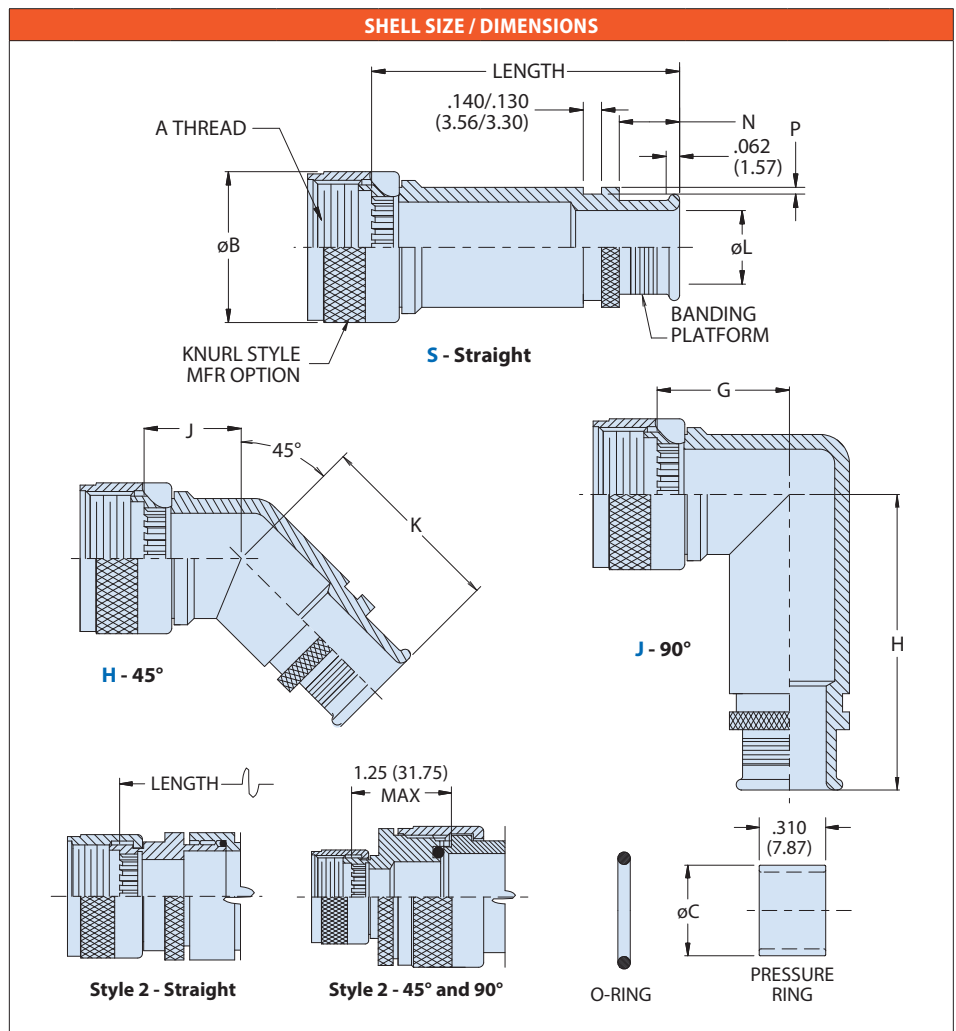 SHELL SIZE / DIMENSIONS
LENGTH
.140/.130
(3.56/3.30)
N
P
A THREAD
.062
(1.57)
øB
øL
KNURL STYLE
MFR OPTION
BANDING
PLATFORM
S - Straight
G
J
45°
K
H
H - 45°
J - 90°
LENGTH
1.25 (31.75)
MAX
.310
(7.87)
øC
Style 2 - Straight
Style 2 - 45° and 90°
O-RING
PRESSURE
RING